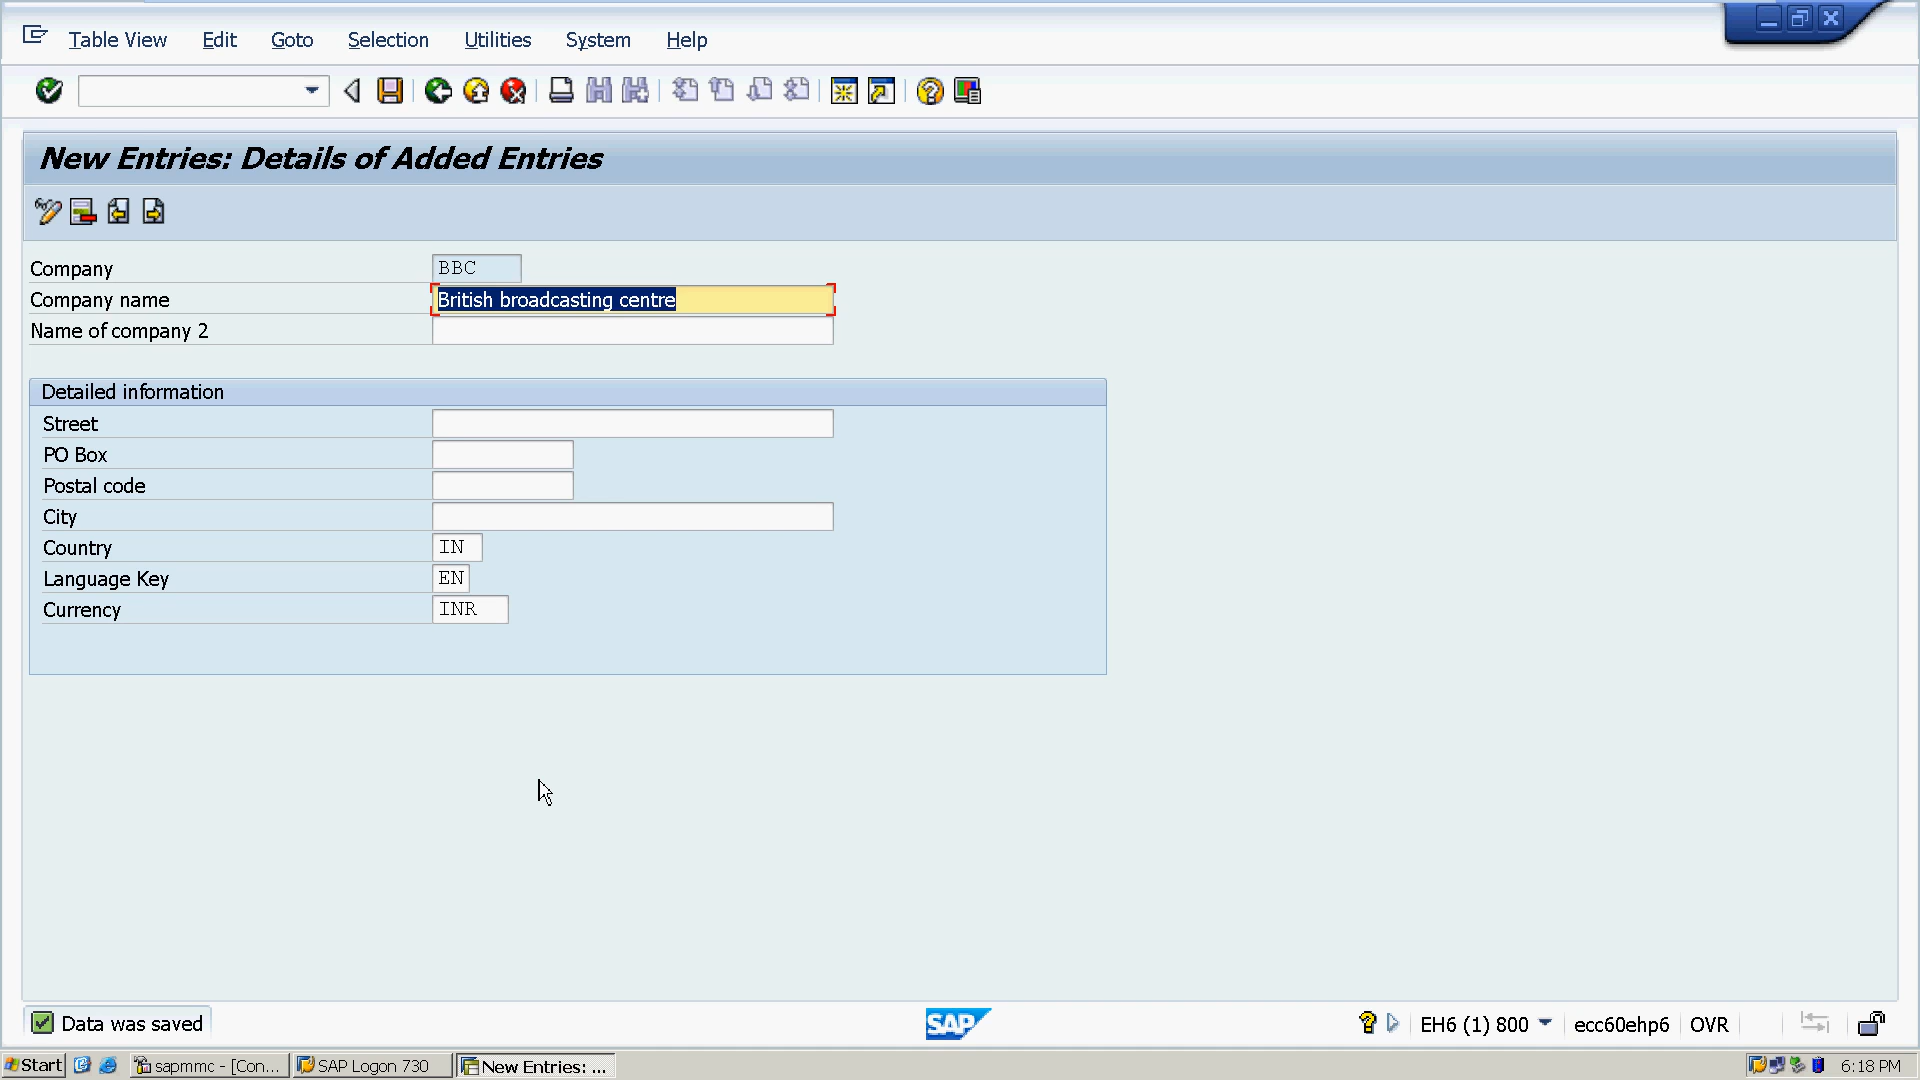 Table View Edit Goto Selection Utilities System Help
New Entries: Details of Added Entries
Company BBC
Company name British broadcasting centre
Name of company 2
Detailed information
Street
PO Box
Postal code
City
Country IN
Language Key EN
Currency INR
Data was saved SAP EH6 (1) 800 ecc60ehp6 OVR
Start sapmmc - [Con... SAP Logon 730 New Entries: ... 6:18 PM